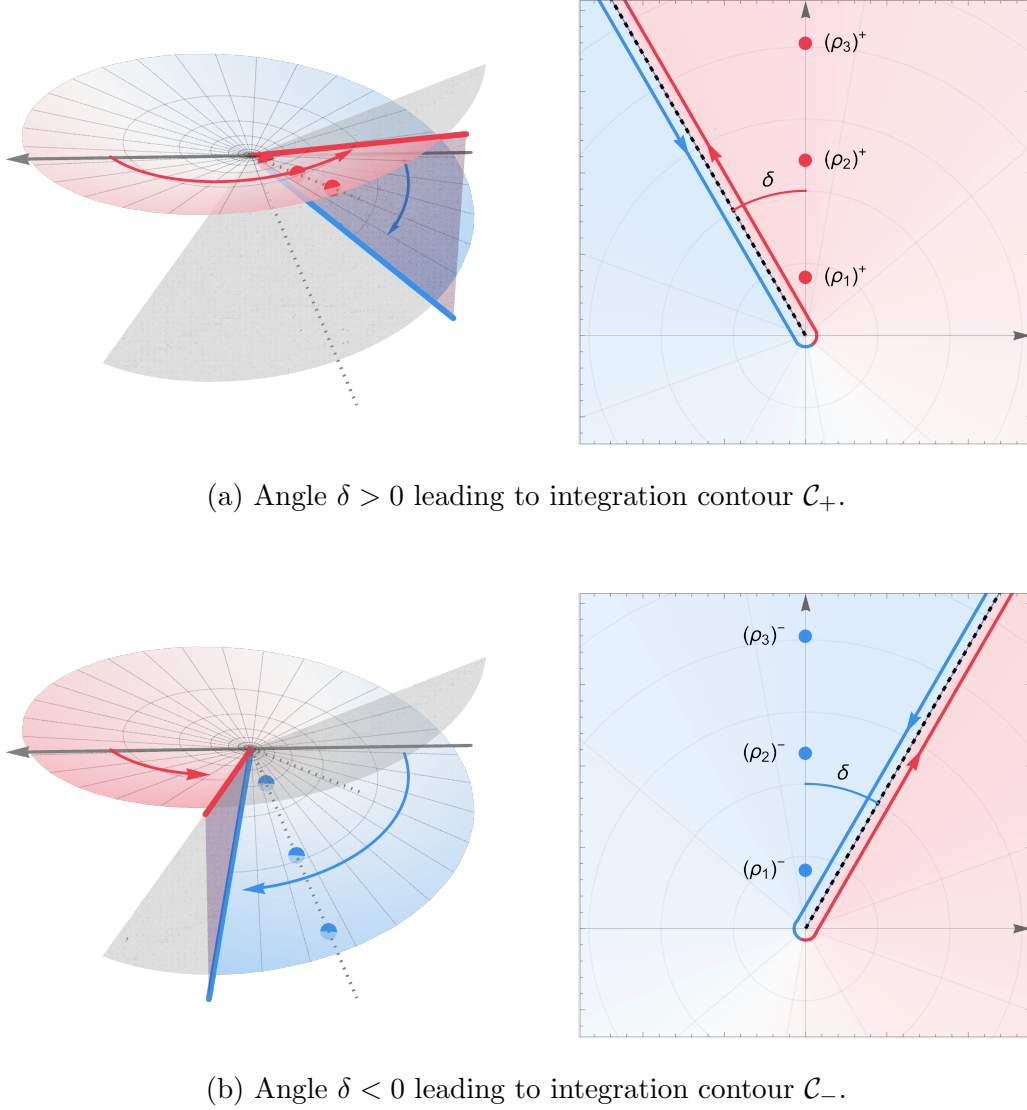 (ρ₃)⁺
(ρ₂)⁺
δ
(ρ₁)⁺
(a) Angle δ > 0 leading to integration contour 𝒞₊.
(ρ₃)⁻
(ρ₂)⁻
δ
(ρ₁)⁻
(b) Angle δ < 0 leading to integration contour 𝒞₋.